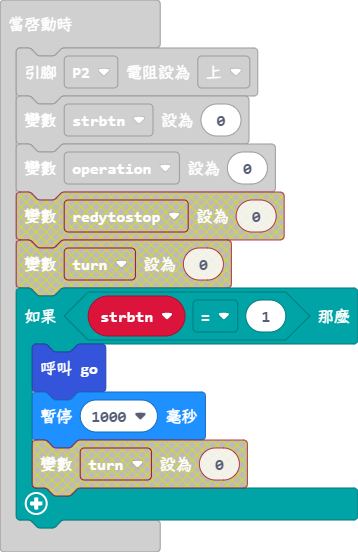 當啓動時
引腳 P2 電阻設為 上
變數 strbtn 設為 0
變數 operation 設為 0
變數 redytostop 設為 0
變數 turn 設為 0
如果 strbtn = 1 那麼
呼叫 go
暫停 1000 毫秒
變數 turn 設為 0